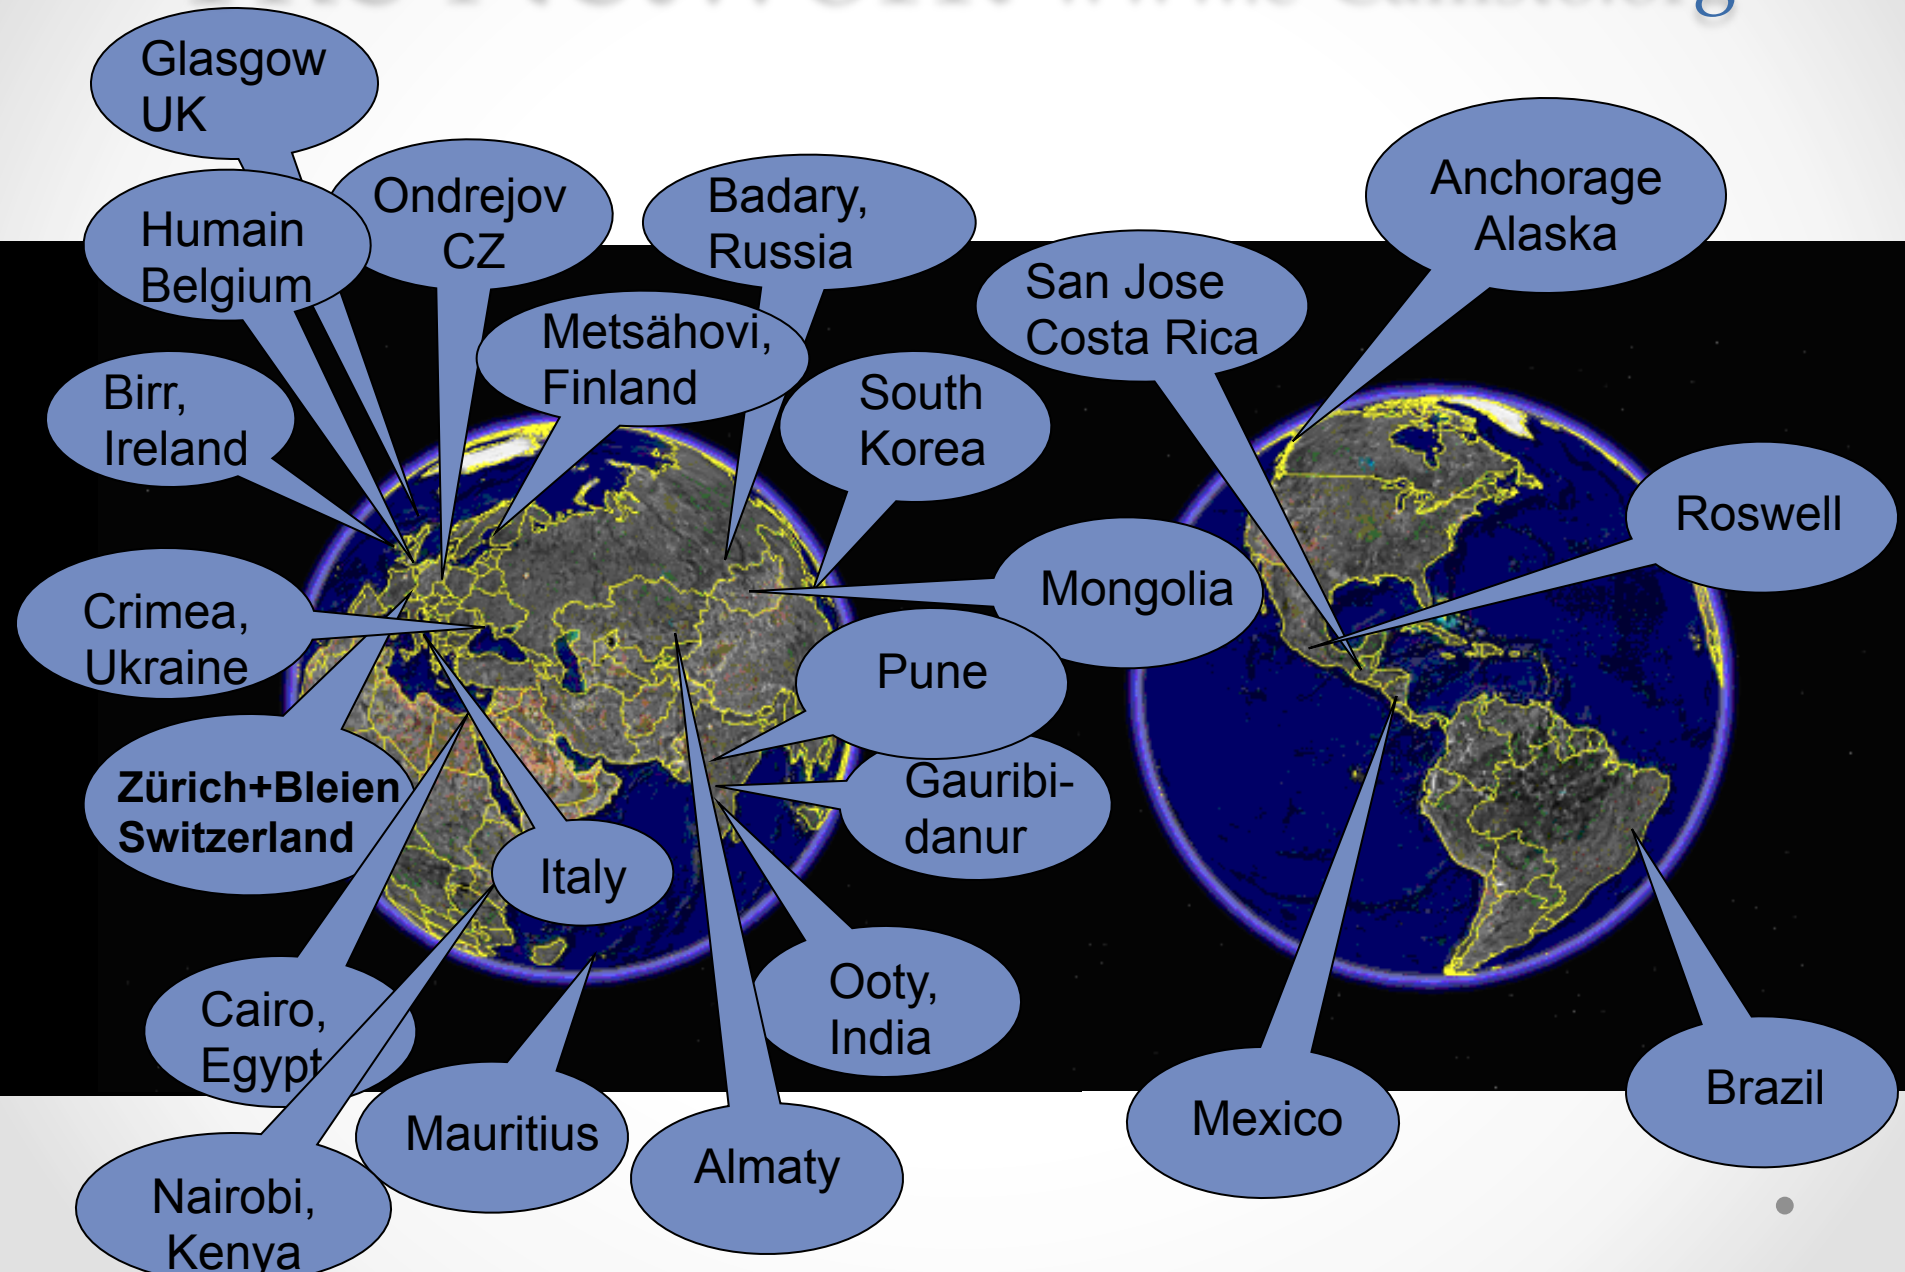 Glasgow
UK
Humain
Belgium
Ondrejov
CZ
Badary,
Russia
Anchorage
Alaska
San Jose
Costa Rica
Metsähovi,
Finland
Birr,
Ireland
South
Korea
Roswell
Mongolia
Crimea,
Ukraine
Pune
Zürich+Bleien
Switzerland
Gauribi-
danur
Italy
Cairo,
Egypt
Ooty,
India
Mauritius
Almaty
Mexico
Brazil
Nairobi,
Kenya